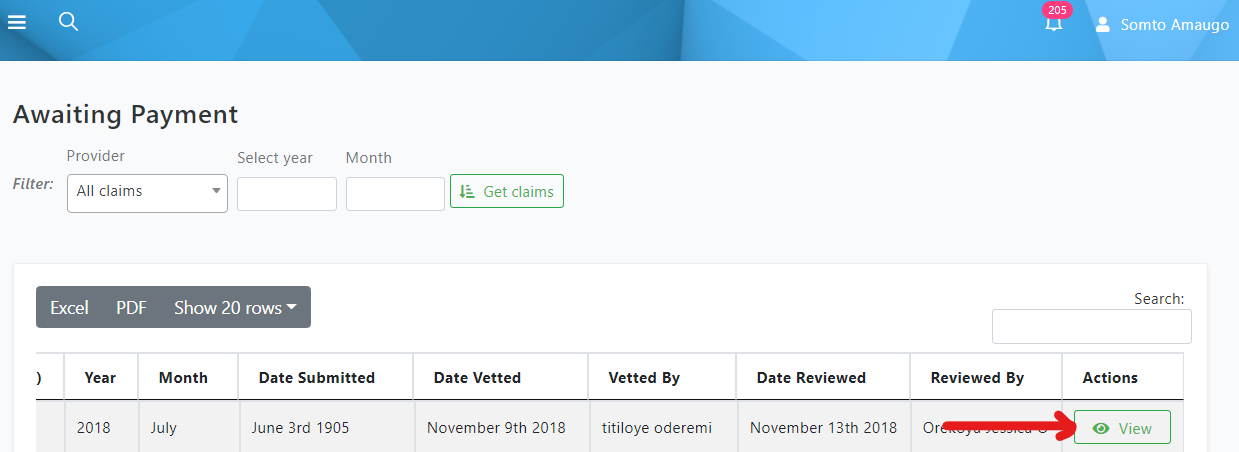 205
Somto Amaugo
Awaiting Payment
Provider
Select year
Month
Filter:
All claims
Get claims
Excel
PDF
Show 20 rows
Search:
)
Year
Month
Date Submitted
Date Vetted
Vetted By
Date Reviewed
Reviewed By
Actions
2018
July
June 3rd 1905
November 9th 2018
titiloye oderemi
November 13th 2018
Orekoya Jessica O
View